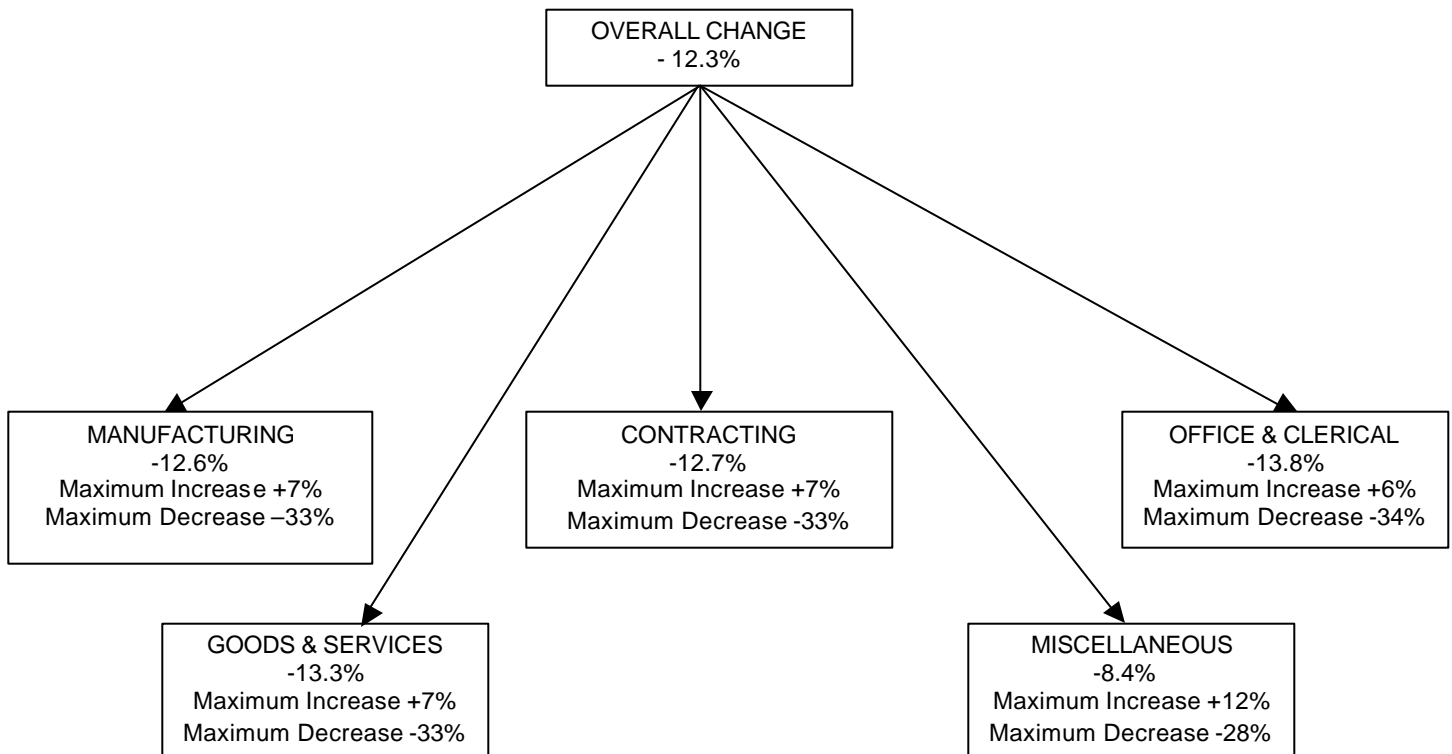 OVERALL CHANGE
- 12.3%
MANUFACTURING
-12.6%
Maximum Increase +7%
Maximum Decrease –33%
CONTRACTING
-12.7%
Maximum Increase +7%
Maximum Decrease -33%
OFFICE & CLERICAL
-13.8%
Maximum Increase +6%
Maximum Decrease -34%
GOODS & SERVICES
-13.3%
Maximum Increase +7%
Maximum Decrease -33%
MISCELLANEOUS
-8.4%
Maximum Increase +12%
Maximum Decrease -28%